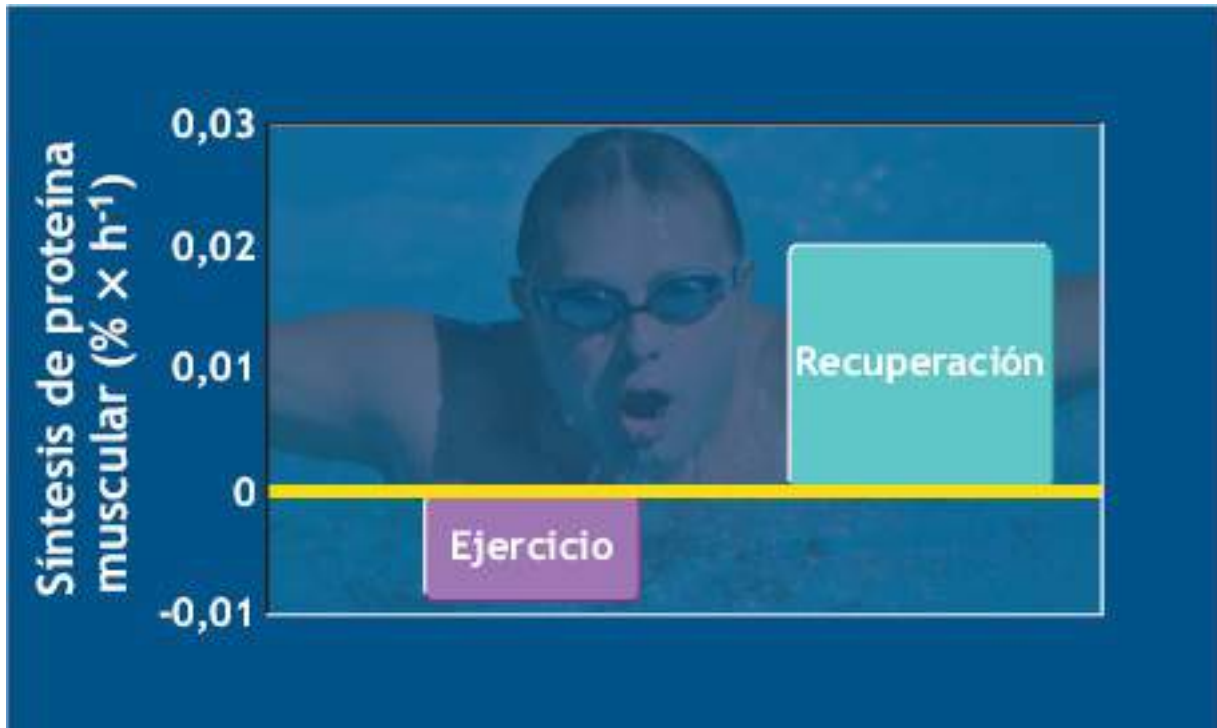 Síntesis de proteína
muscular (% × h⁻¹)
0,03
0,02
0,01
0
-0,01
Recuperación
Ejercicio